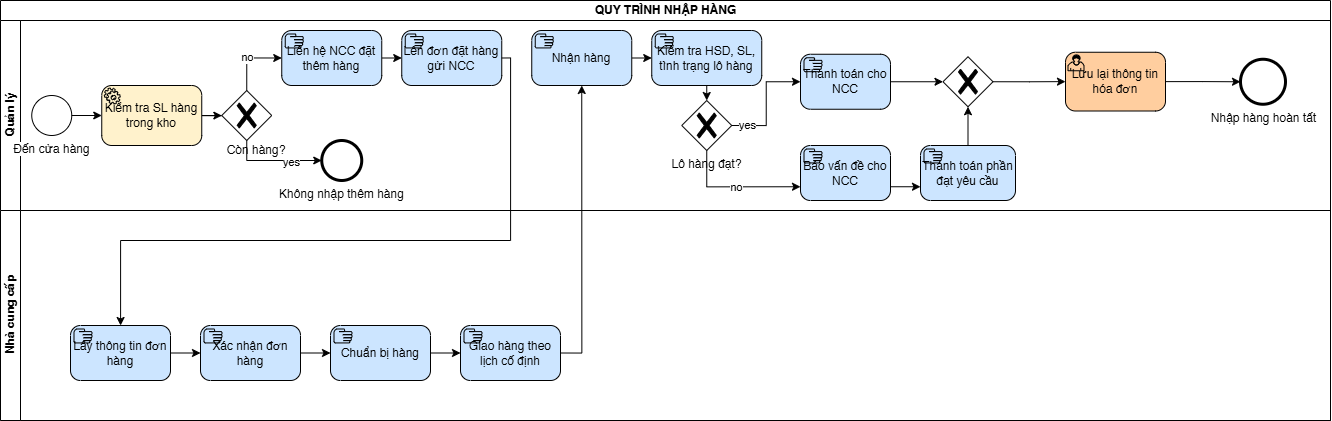 QUY TRÌNH NHẬP HÀNG
Quản lý
Đến cửa hàng
Kiểm tra SL hàng
trong kho
Còn hàng?
no
yes
Liên hệ NCC đặt
thêm hàng
Lên đơn đặt hàng
gửi NCC
Không nhập thêm hàng
Nhận hàng
Kiểm tra HSD, SL,
tình trạng lô hàng
Lô hàng đạt?
yes
no
Thanh toán cho
NCC
Báo vấn đề cho
NCC
Thanh toán phần
đạt yêu cầu
Lưu lại thông tin
hóa đơn
Nhập hàng hoàn tất
Nhà cung cấp
Lấy thông tin đơn
hàng
Xác nhận đơn
hàng
Chuẩn bị hàng
Giao hàng theo
lịch cố định